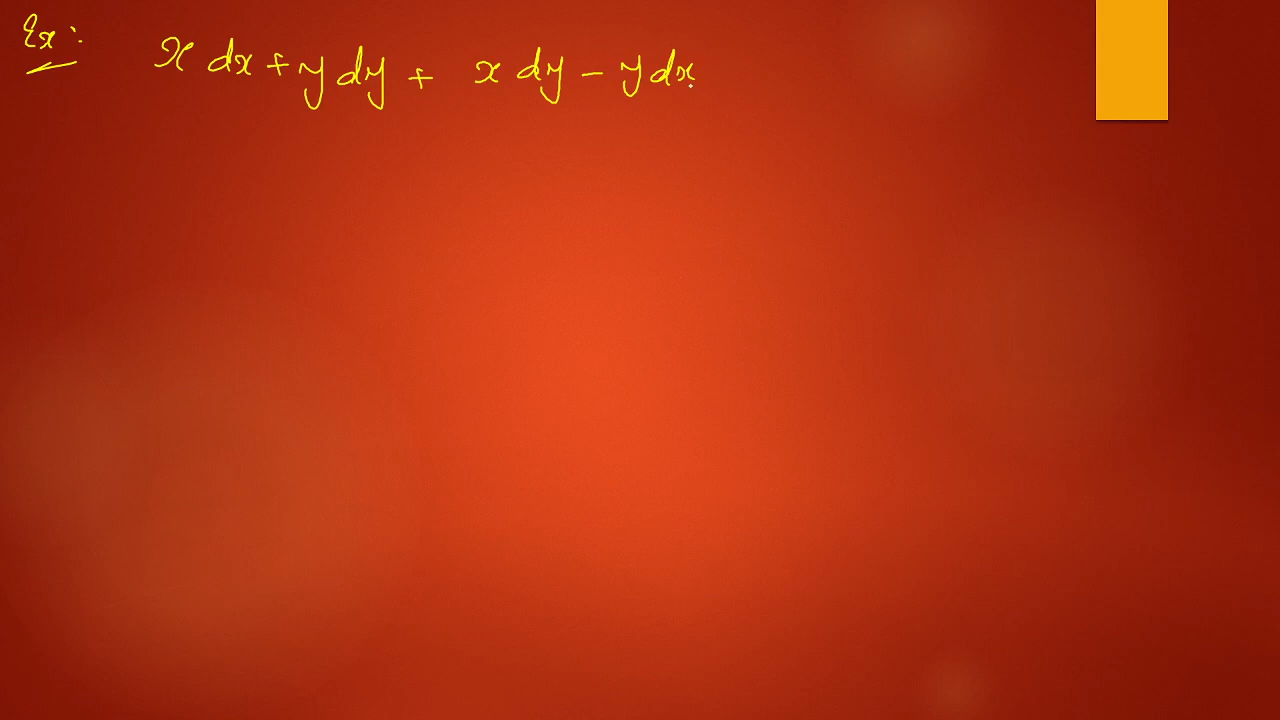 Ex: x dx + y dy + x dy - y dx